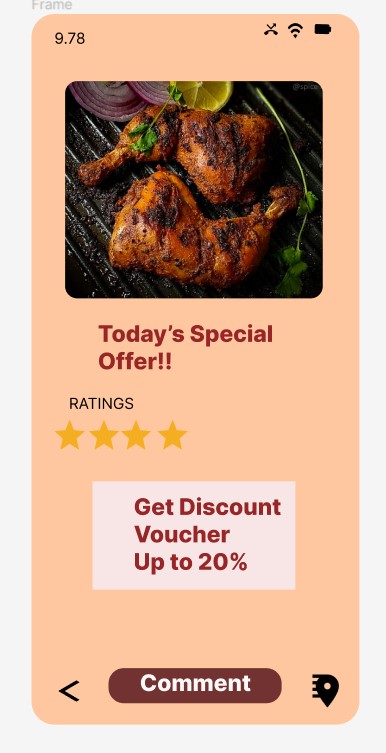 Frame
9.78
Today's Special
Offer!!
RATINGS
Get Discount
Voucher
Up to 20%
Comment